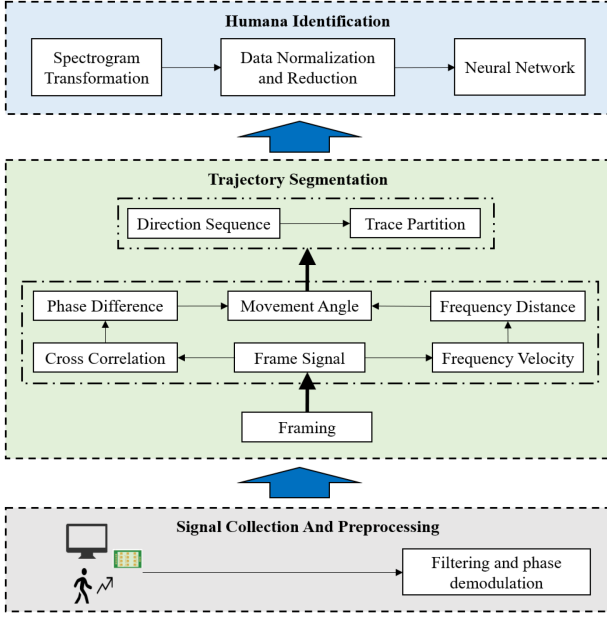 Humana Identification
Spectrogram
Transformation
Data Normalization
and Reduction
Neural Network
Trajectory Segmentation
Direction Sequence
Trace Partition
Phase Difference
Movement Angle
Frequency Distance
Cross Correlation
Frame Signal
Frequency Velocity
Framing
Signal Collection And Preprocessing
Filtering and phase
demodulation